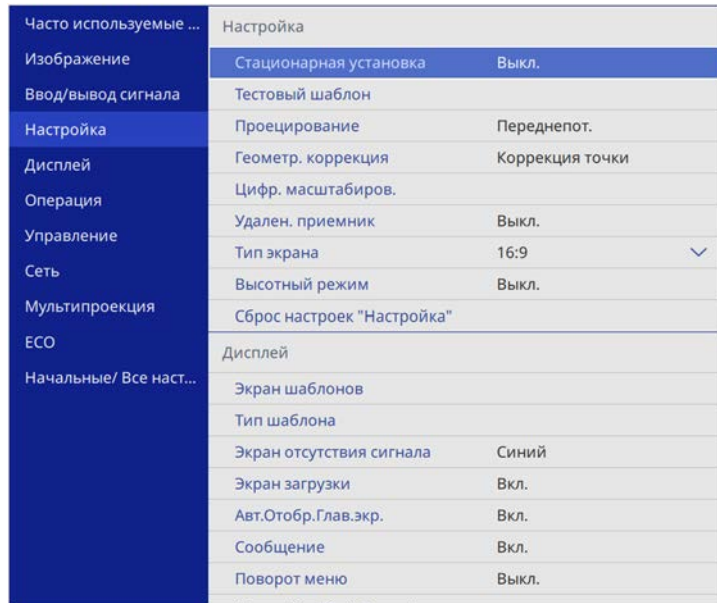 Часто используемые ...
Изображение
Ввод/вывод сигнала
Настройка
Дисплей
Операция
Управление
Сеть
Мультипроекция
ECO
Начальные/ Все наст...
Настройка
Стационарная установка Выкл.
Тестовый шаблон
Проецирование Переднепот.
Геометр. коррекция Коррекция точки
Цифр. масштабиров.
Удален. приемник Выкл.
Тип экрана 16:9
Высотный режим Выкл.
Сброс настроек "Настройка"
Дисплей
Экран шаблонов
Тип шаблона
Экран отсутствия сигнала Синий
Экран загрузки Вкл.
Авт.Отобр.Глав.экр. Вкл.
Сообщение Вкл.
Поворот меню Выкл.